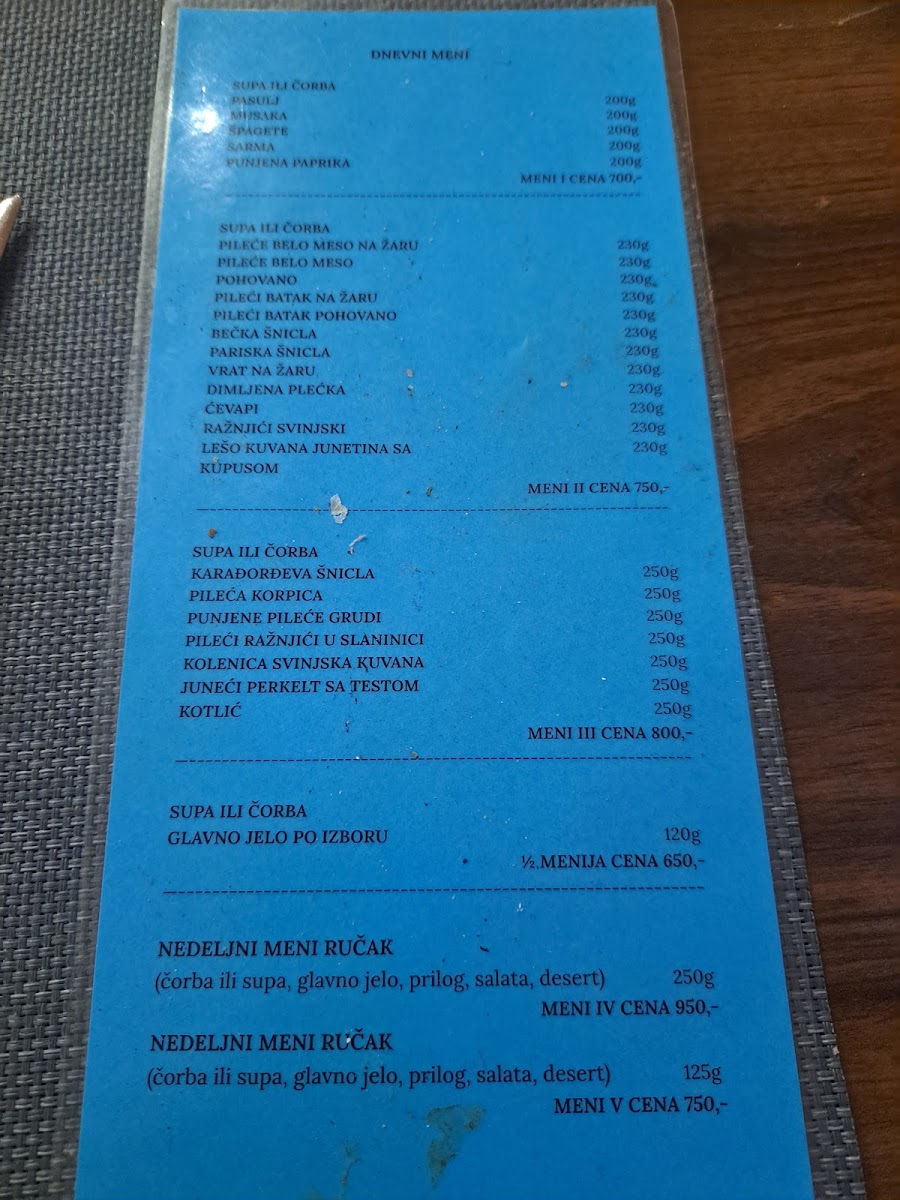 DNEVNI MENI
SUPA ILI ČORBA
PASULJ 200g
MUSAKA 200g
ŠPAGETE 200g
SARMA 200g
PUNJENA PAPRIKA 200g
MENI I CENA 700,-
SUPA ILI ČORBA
PILEĆE BELO MESO NA ŽARU 230g
PILEĆE BELO MESO 230g
POHOVANO 230g
PILEĆI BATAK NA ŽARU 230g
PILEĆI BATAK POHOVANO 230g
BEČKA ŠNICLA 230g
PARISKA ŠNICLA 230g
VRAT NA ŽARU 230g
DIMLJENA PLEĆKA 230g
ĆEVAPI 230g
RAŽNJIĆI SVINJSKI 230g
LEŠO KUVANA JUNETINA SA 230g
KUPUSOM
MENI II CENA 750,-
SUPA ILI ČORBA
KARAĐORĐEVA ŠNICLA 250g
PILEĆA KORPICA 250g
PUNJENE PILEĆE GRUDI 250g
PILEĆI RAŽNJIĆI U SLANINICI 250g
KOLENICA SVINJSKA KUVANA 250g
JUNEĆI PERKELT SA TESTOM 250g
KOTLIĆ 250g
MENI III CENA 800,-
SUPA ILI ČORBA
GLAVNO JELO PO IZBORU 120g
½ MENIJA CENA 650,-
NEDELJNI MENI RUČAK
(čorba ili supa, glavno jelo, prilog, salata, desert) 250g
MENI IV CENA 950,-
NEDELJNI MENI RUČAK
(čorba ili supa, glavno jelo, prilog, salata, desert) 125g
MENI V CENA 750,-